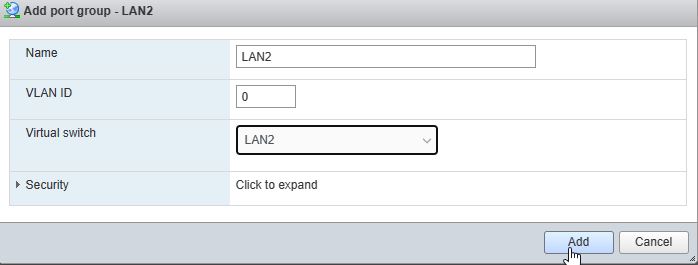 Add port group - LAN2
Name LAN2
VLAN ID 0
Virtual switch LAN2
Security Click to expand
Add Cancel